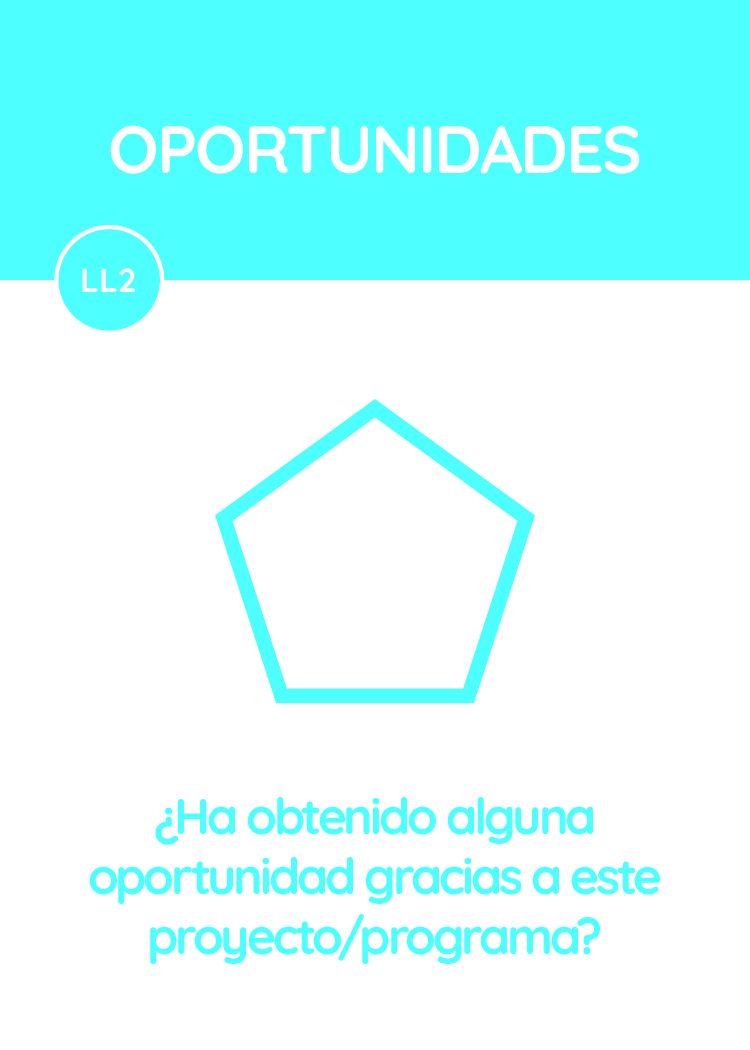 OPORTUNIDADES
LL2
¿Ha obtenido alguna
oportunidad gracias a este
proyecto/programa?